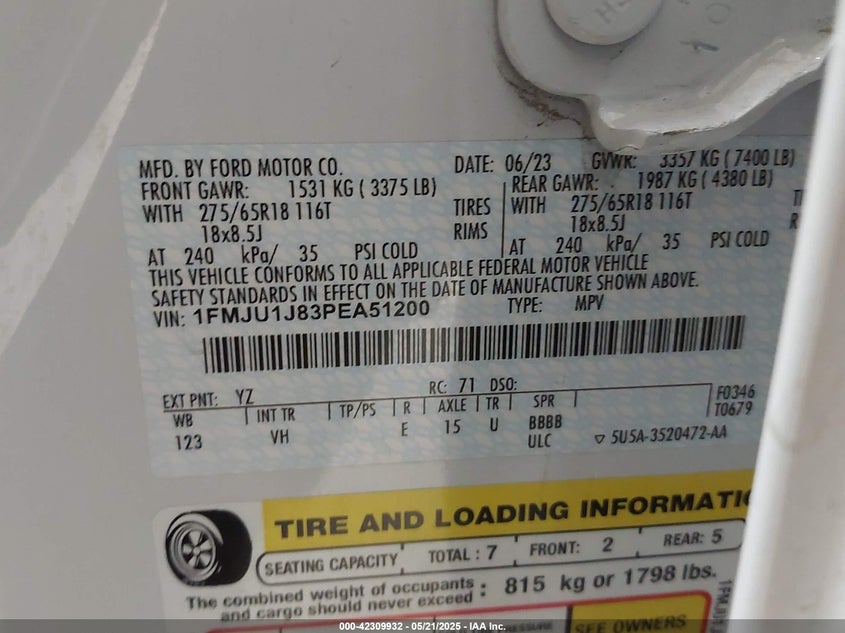 MFD. BY FORD MOTOR CO. DATE: 06/23 GVWR: 3357 KG ( 7400 LB)
FRONT GAWR: 1531 KG ( 3375 LB) REAR GAWR: 1987 KG ( 4380 LB)
WITH 275/65R18 116T TIRES WITH 275/65R18 116T
18x8.5J RIMS 18x8.5J
AT 240 kPa/ 35 PSI COLD AT 240 kPa/ 35 PSI COLD
THIS VEHICLE CONFORMS TO ALL APPLICABLE FEDERAL MOTOR VEHICLE
SAFETY STANDARDS IN EFFECT ON THE DATE OF MANUFACTURE SHOWN ABOVE.
VIN: 1FMJU1J83PEA51200 TYPE: MPV
EXT PNT: YZ RC: 71 DSO: F0346
WB INT TR TP/PS R AXLE TR SPR T0679
123 VH E 15 U BBBB
ULC 5U5A-3520472-AA
TIRE AND LOADING INFORMATIO
SEATING CAPACITY TOTAL : 7 FRONT: 2 REAR: 5
The combined weight of occupants
and cargo should never exceed : 815 kg or 1798 lbs.
SEE OWNERS
000-42309932 - 05/21/2025 - IAA Inc.